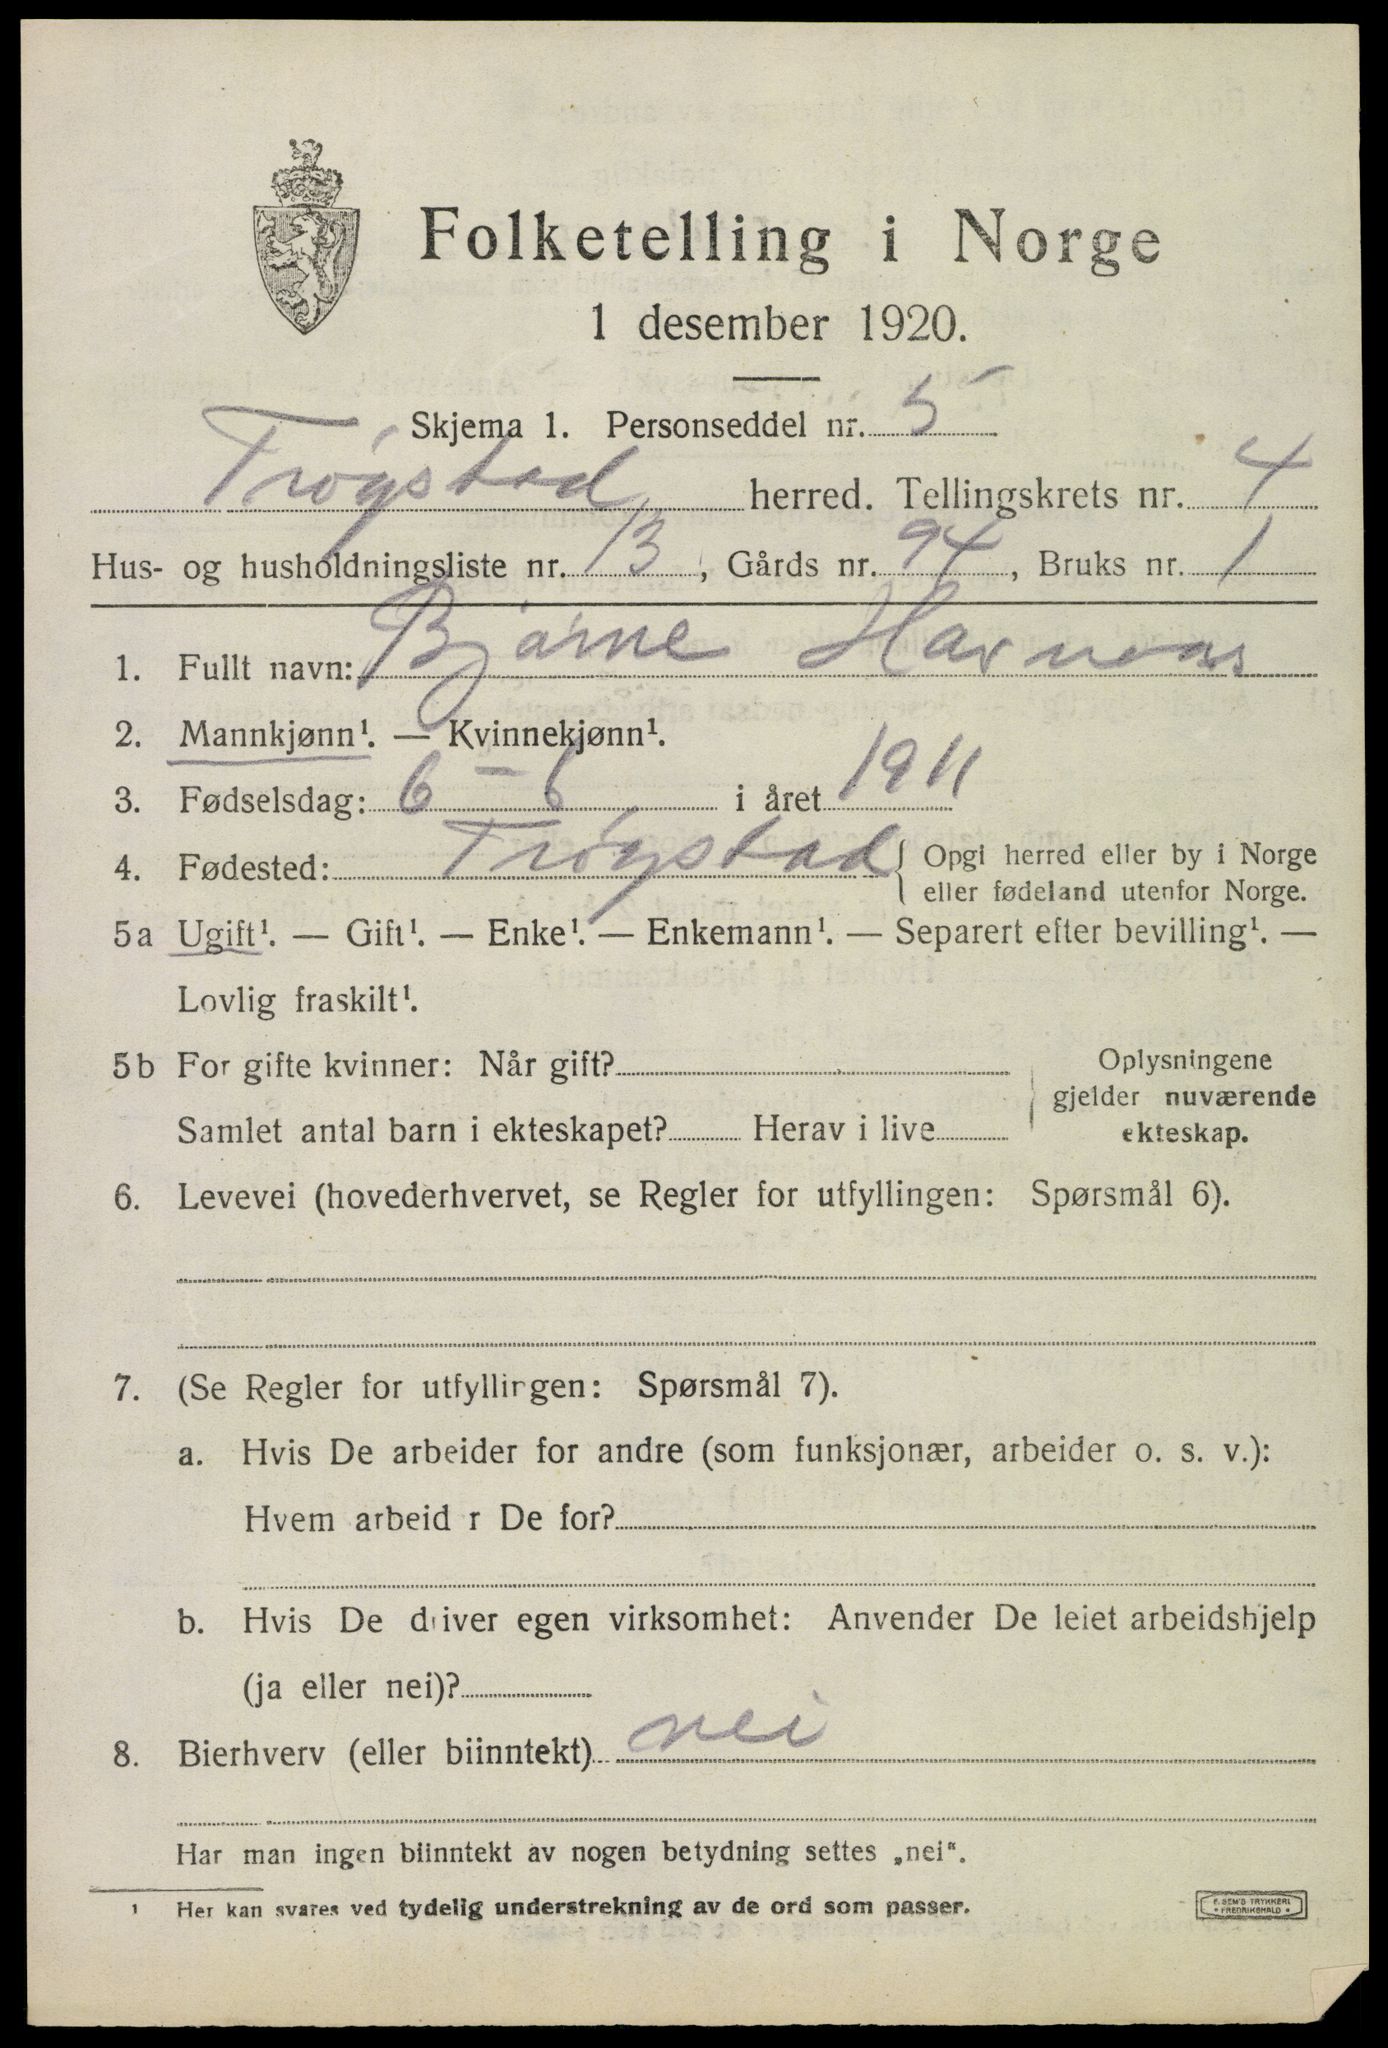 Folketelling i Norge
1 desember 1920.
Skjema 1. Personseddel nr. 5
Trøgstad herred. Tellingskrets nr. 4
Hus- og husholdningsliste nr. 13, Gårds nr. 94, Bruks nr. 1
1. Fullt navn: Bjarne Havnaas
2. Mannkjønn¹. — Kvinnekjønn¹.
3. Fødselsdag: 6 - 6 i året 1911
4. Fødested: Trøgstad { Opgi herred eller by i Norge
eller fødeland utenfor Norge.
5a Ugift¹. — Gift¹. — Enke¹. — Enkemann¹. — Separert efter bevilling¹. —
Lovlig fraskilt¹.
5b For gifte kvinner: Når gift?
Samlet antal barn i ekteskapet? Herav i live
Oplysningene
gjelder nuværende
ekteskap.
6. Levevei (hovederhvervet, se Regler for utfyllingen: Spørsmål 6).
7. (Se Regler for utfyllingen: Spørsmål 7).
a. Hvis De arbeider for andre (som funksjonær, arbeider o. s. v.):
Hvem arbeid r De for?
b. Hvis De driver egen virksomhet: Anvender De leiet arbeidshjelp
(ja eller nei)?
8. Bierhverv (eller biinntekt) nei
Har man ingen biinntekt av nogen betydning settes „nei“.
¹ Her kan svares ved tydelig understrekning av de ord som passer.
F. SEM'S TRYKKERI
• FREDRIKSHALD •